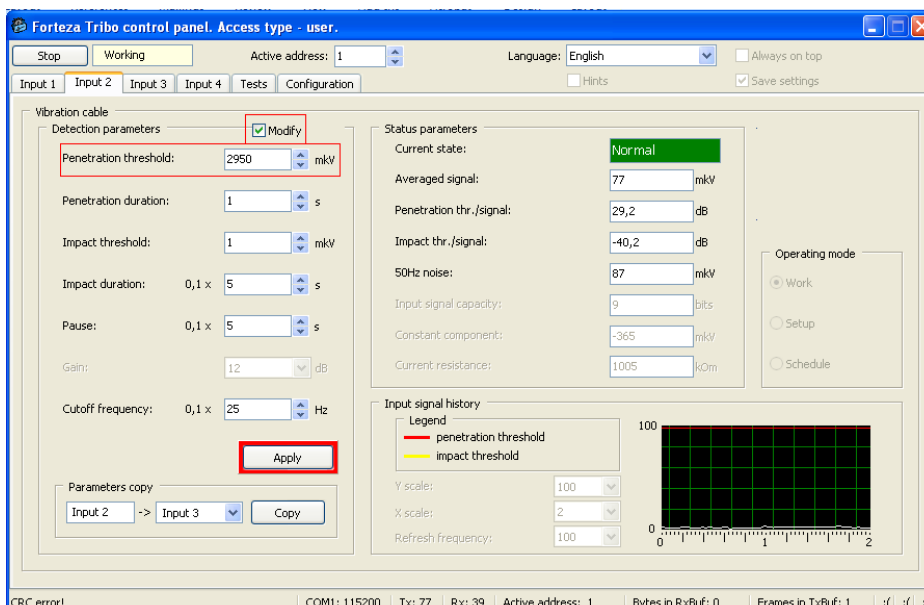 Forteza Tribo control panel. Access type - user.
Stop Working Active address: 1 Language: English Always on top
Input 1 Input 2 Input 3 Input 4 Tests Configuration Hints Save settings
Vibration cable
Detection parameters Modify
Penetration threshold: 2950 mkV
Penetration duration: 1 s
Impact threshold: 1 mkV
Impact duration: 0,1 x 5 s
Pause: 0,1 x 5 s
Gain: 12 dB
Cutoff frequency: 0,1 x 25 Hz
Apply
Parameters copy
Input 2 -> Input 3 Copy
Status parameters
Current state: Normal
Averaged signal: 77 mkV
Penetration thr./signal: 29,2 dB
Impact thr./signal: -40,2 dB
50Hz noise: 87 mkV
Input signal capacity: 9 bits
Constant component: -365 mkV
Current resistance: 1005 kOm
Operating mode
Work
Setup
Schedule
Input signal history
Legend
penetration threshold
impact threshold
Y scale: 100
X scale: 2
Refresh frequency: 100
100
0
0 1 2
CRC error! COM1: 115200 Tx: 77 Rx: 39 Active address: 1 Bytes in RxBuf: 0 Frames in TxBuf: 1 :( :(